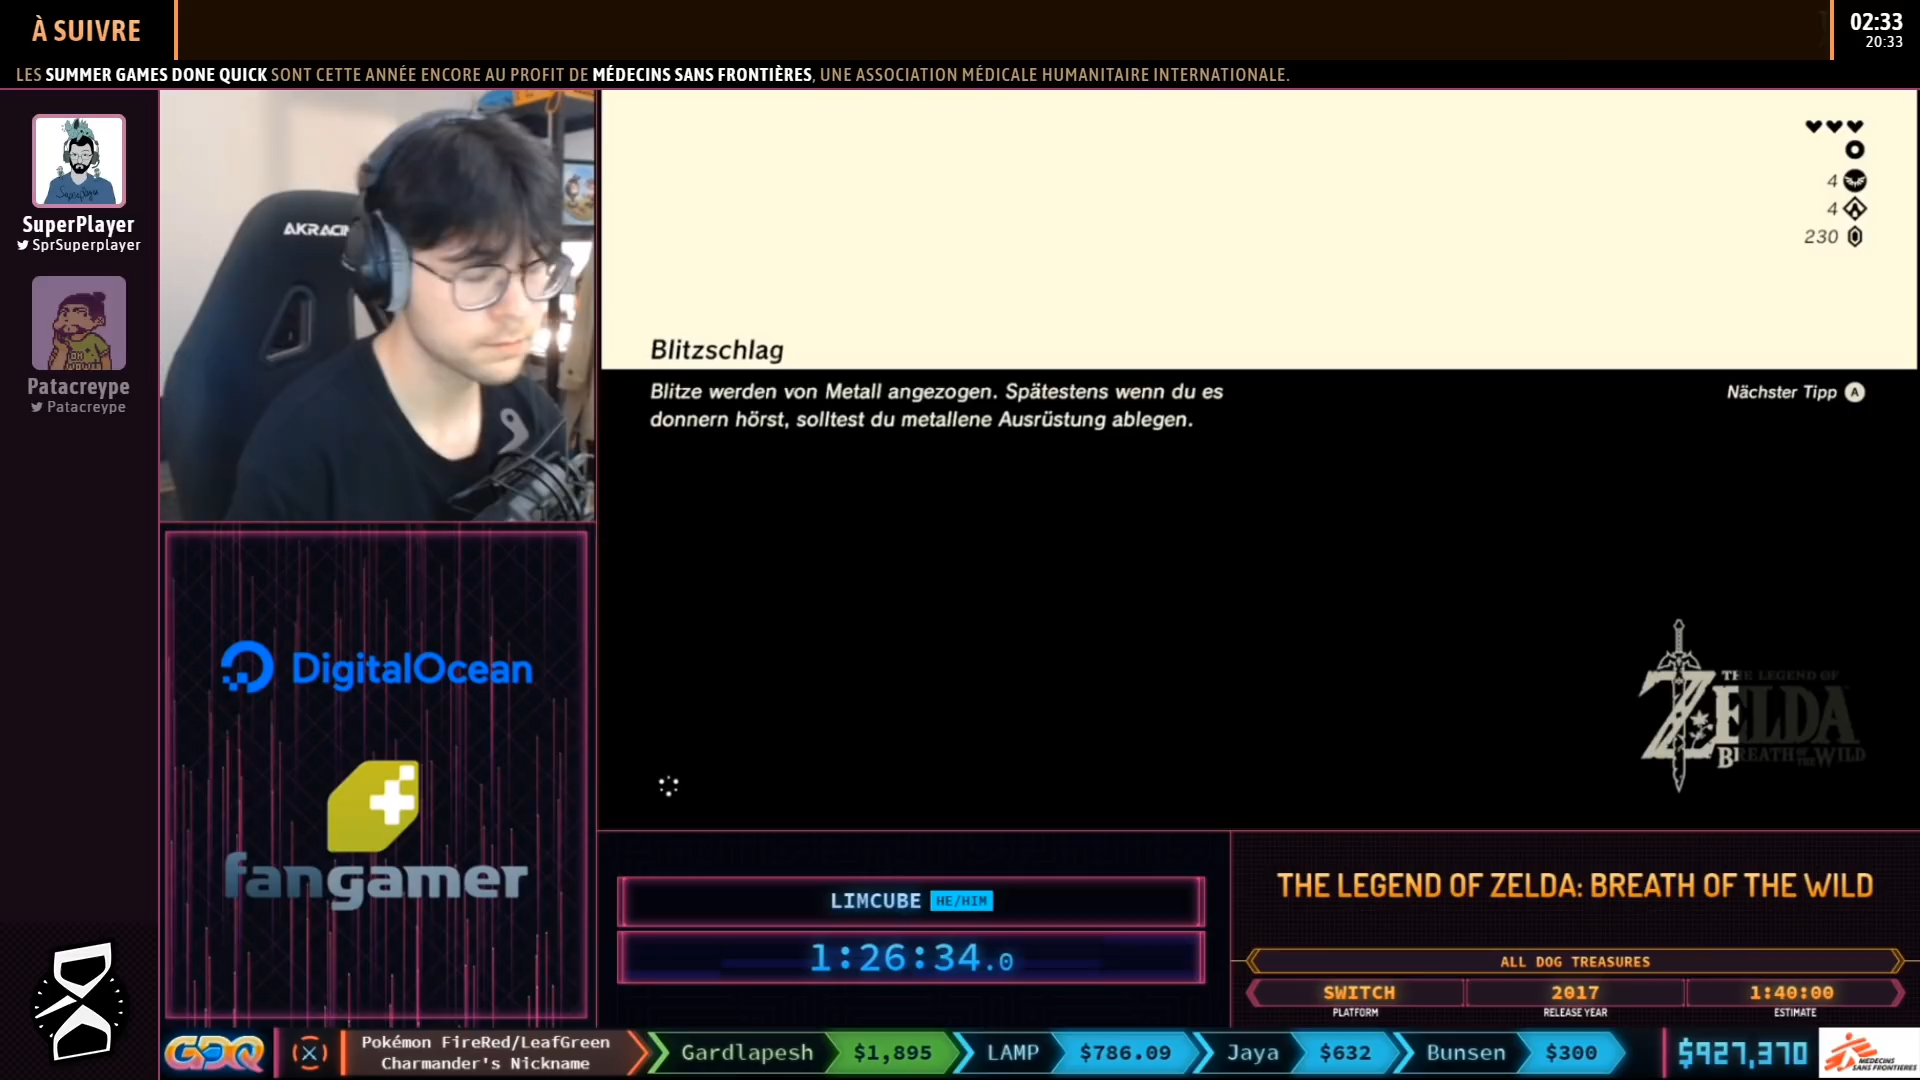 À SUIVRE
02:33
20:33
LES SUMMER GAMES DONE QUICK SONT CETTE ANNÉE ENCORE AU PROFIT DE MÉDECINS SANS FRONTIÈRES, UNE ASSOCIATION MÉDICALE HUMANITAIRE INTERNATIONALE.
SuperPlayer
SprSuperplayer
Patacreype
Patacreype
AKRACIN
4
4
230
Blitzschlag
Blitze werden von Metall angezogen. Spätestens wenn du es
donnern hörst, solltest du metallene Ausrüstung ablegen.
Nächster Tipp A
THE LEGEND OF
ZELDA
BREATH OF THE WILD
DigitalOcean
fangamer
LIMCUBE HE/HIM
1:26:34.0
THE LEGEND OF ZELDA: BREATH OF THE WILD
ALL DOG TREASURES
SWITCH
PLATFORM
2017
RELEASE YEAR
1:40:00
ESTIMATE
GDQ
Pokémon FireRed/LeafGreen
Charmander's Nickname
Gardlapesh $1,895
LAMP $786.09
Jaya $632
Bunsen $300
$927,370
MEDECINS
SANS FRONTIERES